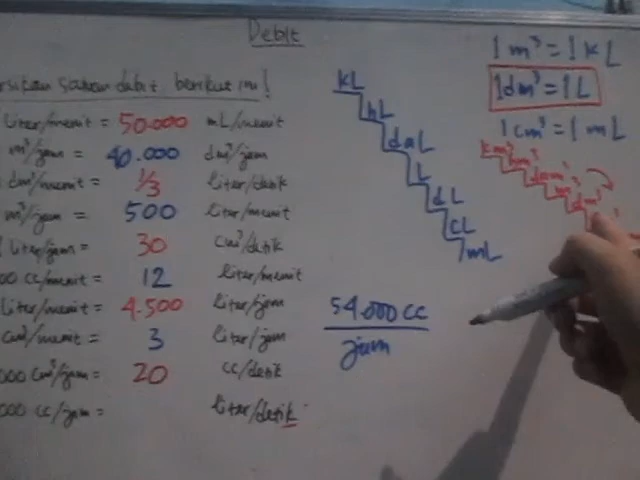 Debit
satuan debit berikut ini!
liter/menit = 50.000 mL/menit
m³/jam = 40.000 dm³/jam
dm³/menit = 1/3 liter/detik
m³/jam = 500 liter/menit
liter/jam = 30 cm³/detik
00 cc/menit = 12 liter/menit
liter/menit = 4.500 liter/jam
cm³/menit = 3 liter/jam
000 cm³/jam = 20 cc/detik
000 cc/jam = liter/detik
kL
hL
daL
L
dL
cL
mL
54.000 cc
jam
1 m³ = 1 kL
1 dm³ = 1 L
1 cm³ = 1 mL
km³
hm³
dam³
m³
dm³